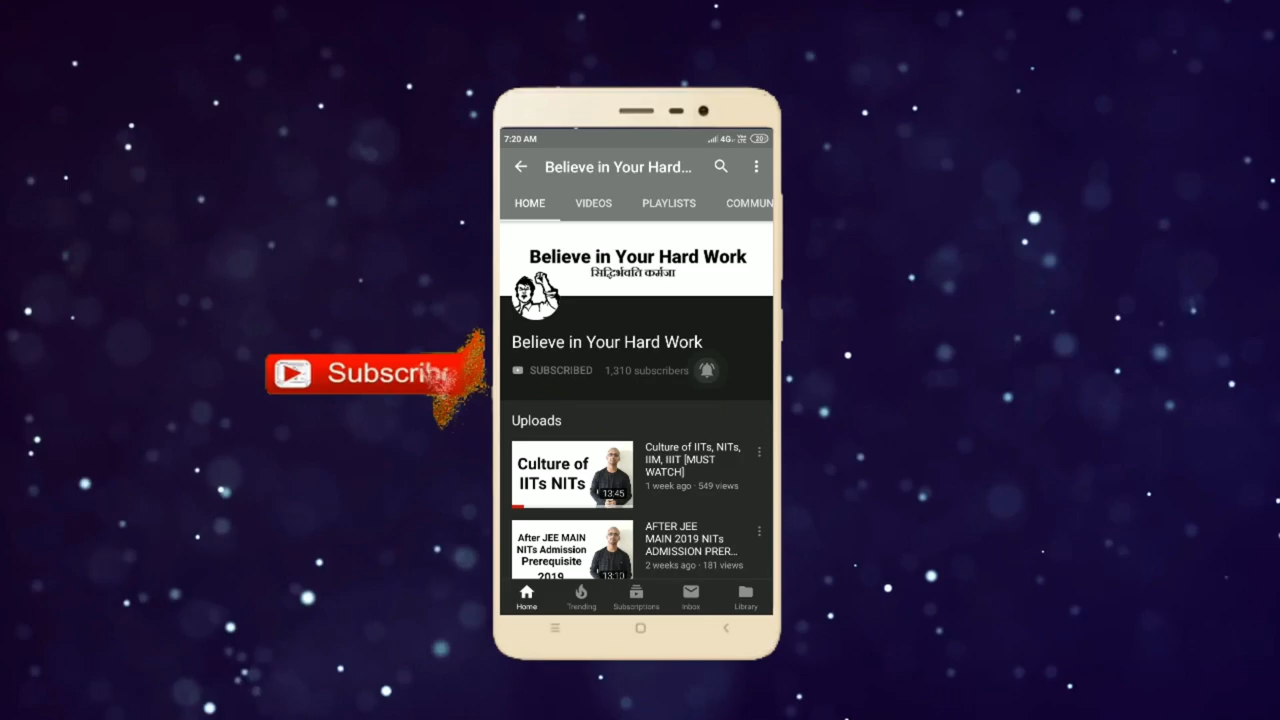 7:20 AM
4G
Believe in Your Hard...
HOME VIDEOS PLAYLISTS COMMUN
Believe in Your Hard Work
सिद्धिर्भवति कर्मजा
Believe in Your Hard Work
SUBSCRIBED 1,310 subscribers
Subscribe
Uploads
Culture of
IITs NITs
13:45
Culture of IITs, NITs,
IIM, IIIT [MUST
WATCH]
1 week ago · 549 views
After JEE MAIN
NITs Admission
Prerequisite
2019
13:10
AFTER JEE
MAIN 2019 NITs
ADMISSION PRER...
2 weeks ago · 181 views
Home Trending Subscriptions Inbox Library